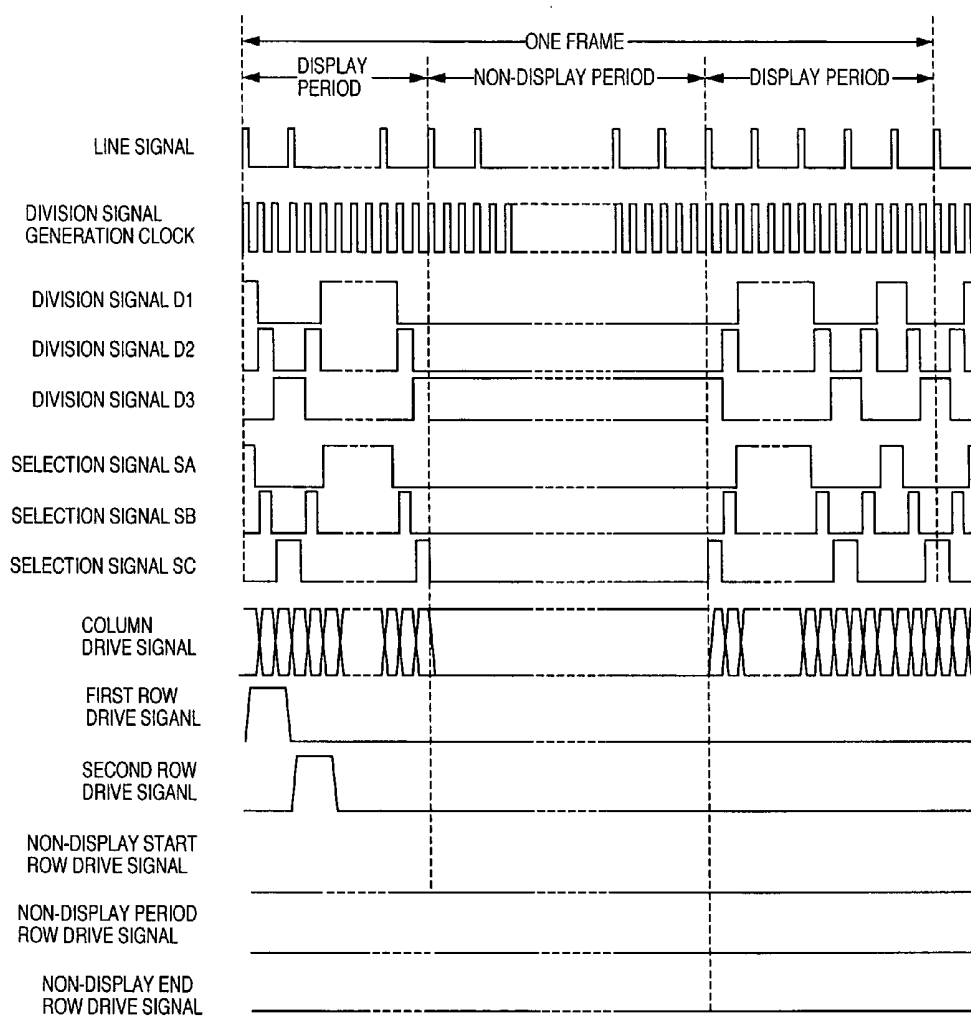 ONE FRAME
DISPLAY
PERIOD
NON-DISPLAY PERIOD
DISPLAY PERIOD
LINE SIGNAL
DIVISION SIGNAL
GENERATION CLOCK
DIVISION SIGNAL D1
DIVISION SIGNAL D2
DIVISION SIGNAL D3
SELECTION SIGNAL SA
SELECTION SIGNAL SB
SELECTION SIGNAL SC
COLUMN
DRIVE SIGNAL
FIRST ROW
DRIVE SIGANL
SECOND ROW
DRIVE SIGANL
NON-DISPLAY START
ROW DRIVE SIGNAL
NON-DISPLAY PERIOD
ROW DRIVE SIGNAL
NON-DISPLAY END
ROW DRIVE SIGNAL